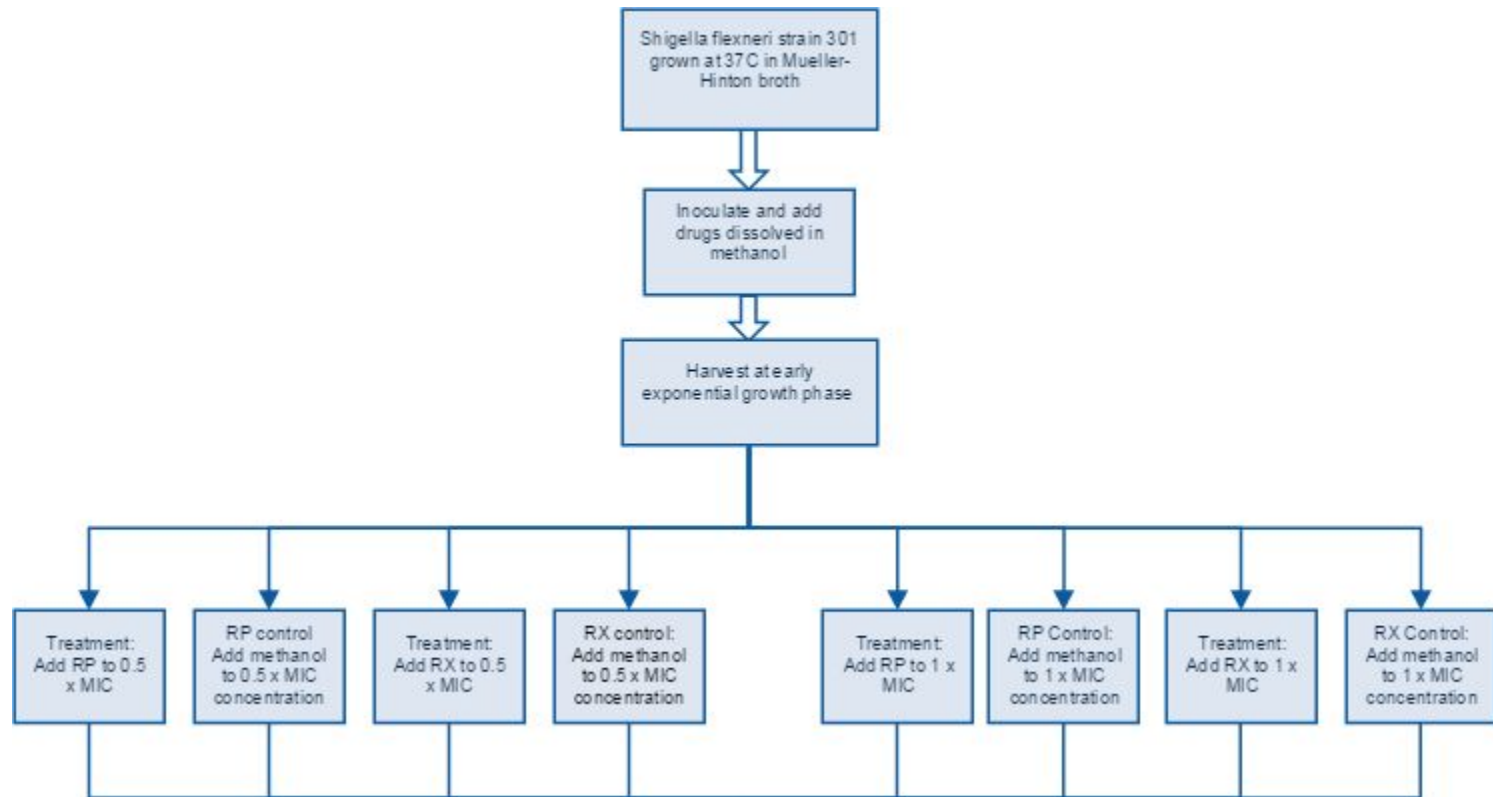 Shigella flexneri strain 301
grown at 37C in Mueller-
Hinton broth
Inoculate and add
drugs dissolved in
methanol
Harvest at early
exponential growth phase
Treatment:
Add RP to 0.5
x MIC
RP control
Add methanol
to 0.5 x MIC
concentration
Treatment:
Add RX to 0.5
x MIC
RX control:
Add methanol
to 0.5 x MIC
concentration
Treatment:
Add RP to 1 x
MIC
RP Control:
Add methanol
to 1 x MIC
concentration
Treatment:
Add RX to 1 x
MIC
RX Control:
Add methanol
to 1 x MIC
concentration